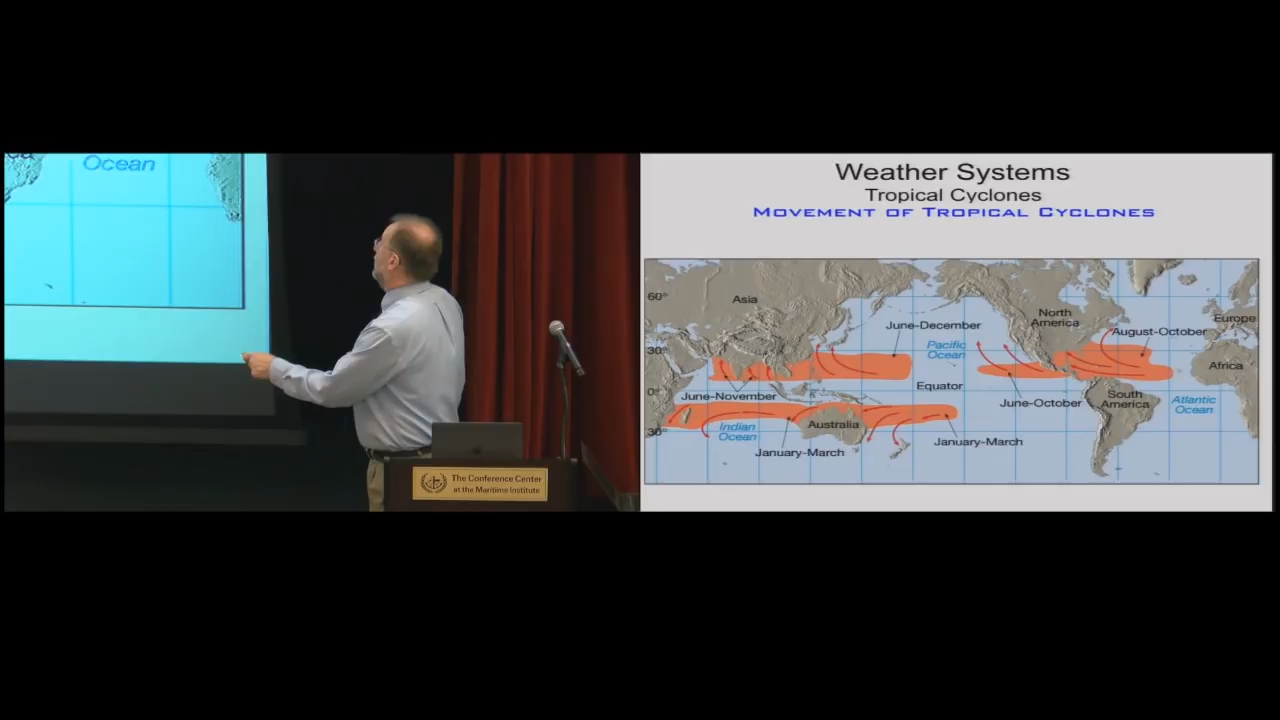 Ocean
The Conference Center
at the Maritime Institute
Weather Systems
Tropical Cyclones
MOVEMENT OF TROPICAL CYCLONES
60°
Asia
North
America
Europe
June-December
August-October
30°
Pacific
Ocean
Africa
June-November
0°
Equator
June-October
South
America
Atlantic
Ocean
30°
Indian
Ocean
Australia
January-March
January-March